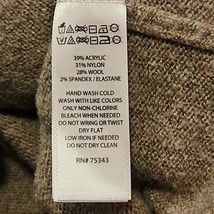 39% ACRYLIC
31% NYLON
28% WOOL
2% SPANDEX / ELASTANE
HAND WASH COLD
WASH WITH LIKE COLORS
ONLY NON-CHLORINE
BLEACH WHEN NEEDED
DO NOT WRING OR TWIST
DRY FLAT
LOW IRON IF NEEDED
DO NOT DRY CLEAN
RN# 75343